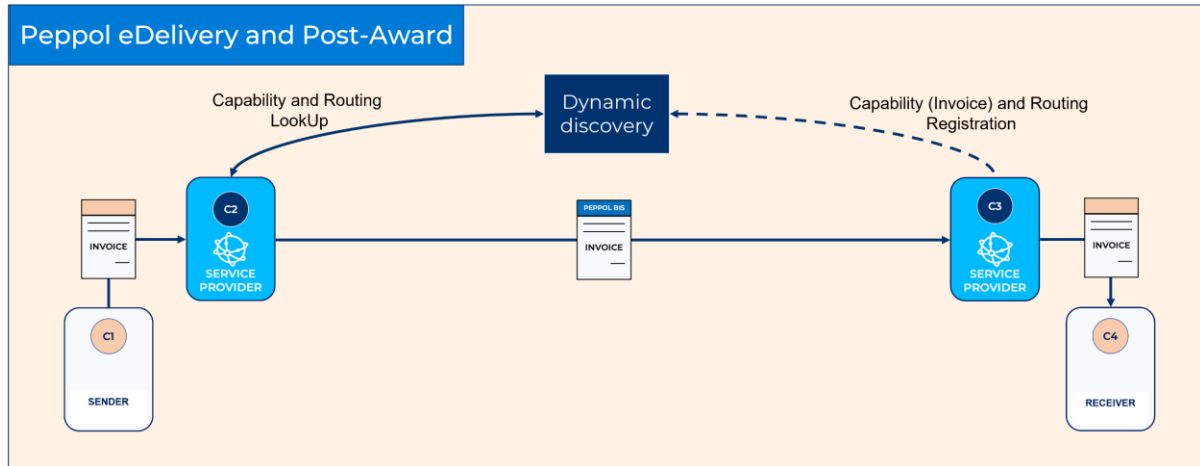 Peppol eDelivery and Post-Award
Capability and Routing
LookUp
Dynamic
discovery
Capability (Invoice) and Routing
Registration
INVOICE
C2
SERVICE
PROVIDER
PEPPOL BIS
INVOICE
C3
SERVICE
PROVIDER
INVOICE
C1
SENDER
C4
RECEIVER